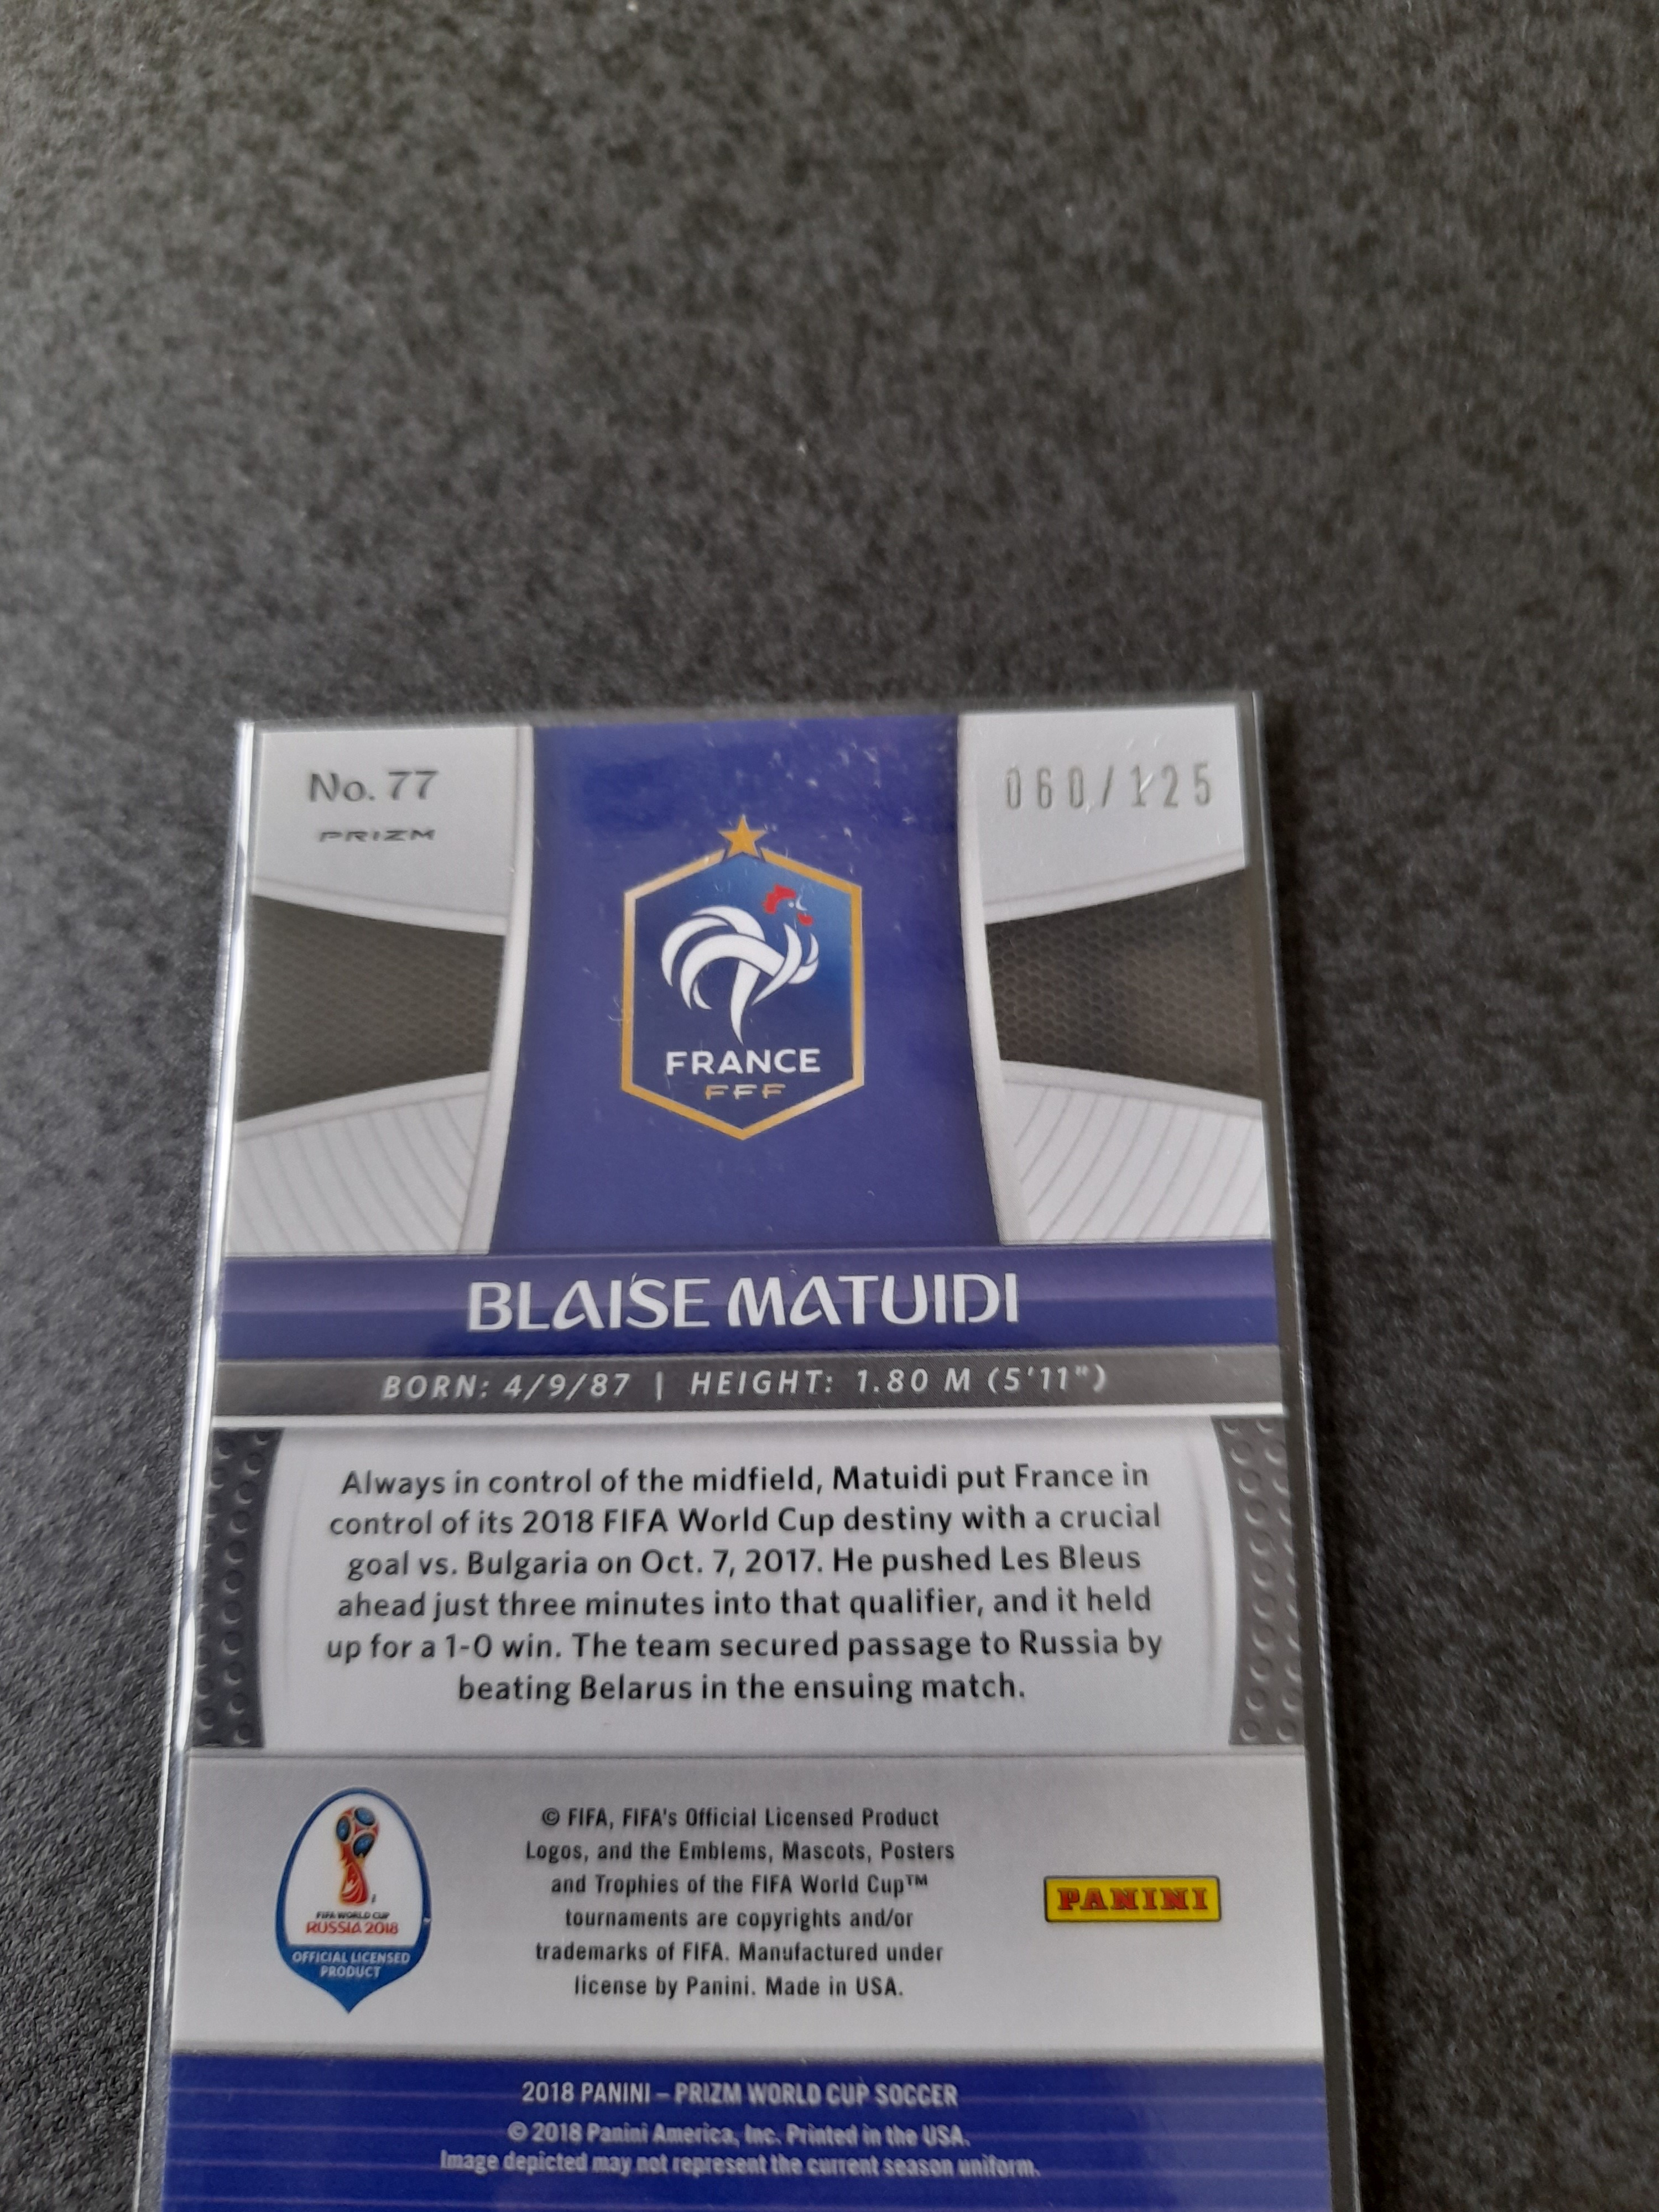 No. 77
PRIZM
060/125
FRANCE
FFF
BLAISE MATUIDI
BORN: 4/9/87 | HEIGHT: 1.80 M (5'11")
Always in control of the midfield, Matuidi put France in
control of its 2018 FIFA World Cup destiny with a crucial
goal vs. Bulgaria on Oct. 7, 2017. He pushed Les Bleus
ahead just three minutes into that qualifier, and it held
up for a 1-0 win. The team secured passage to Russia by
beating Belarus in the ensuing match.
FIFA WORLD CUP
RUSSIA 2018
OFFICIAL LICENSED
PRODUCT
© FIFA, FIFA's Official Licensed Product
Logos, and the Emblems, Mascots, Posters
and Trophies of the FIFA World Cup™
tournaments are copyrights and/or
trademarks of FIFA. Manufactured under
license by Panini. Made in USA.
PANINI
2018 PANINI – PRIZM WORLD CUP SOCCER
© 2018 Panini America, Inc. Printed in the USA.
Image depicted may not represent the current season uniform.